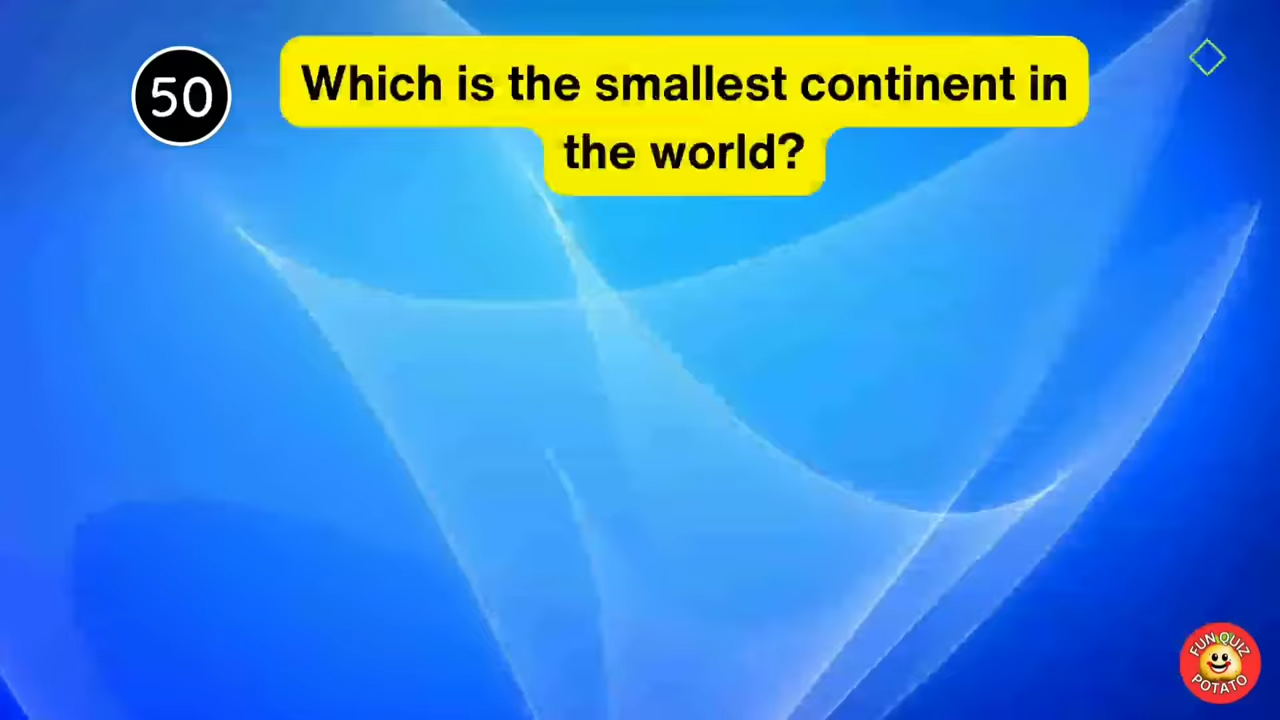 50
Which is the smallest continent in
the world?
FUN QUIZ
POTATO